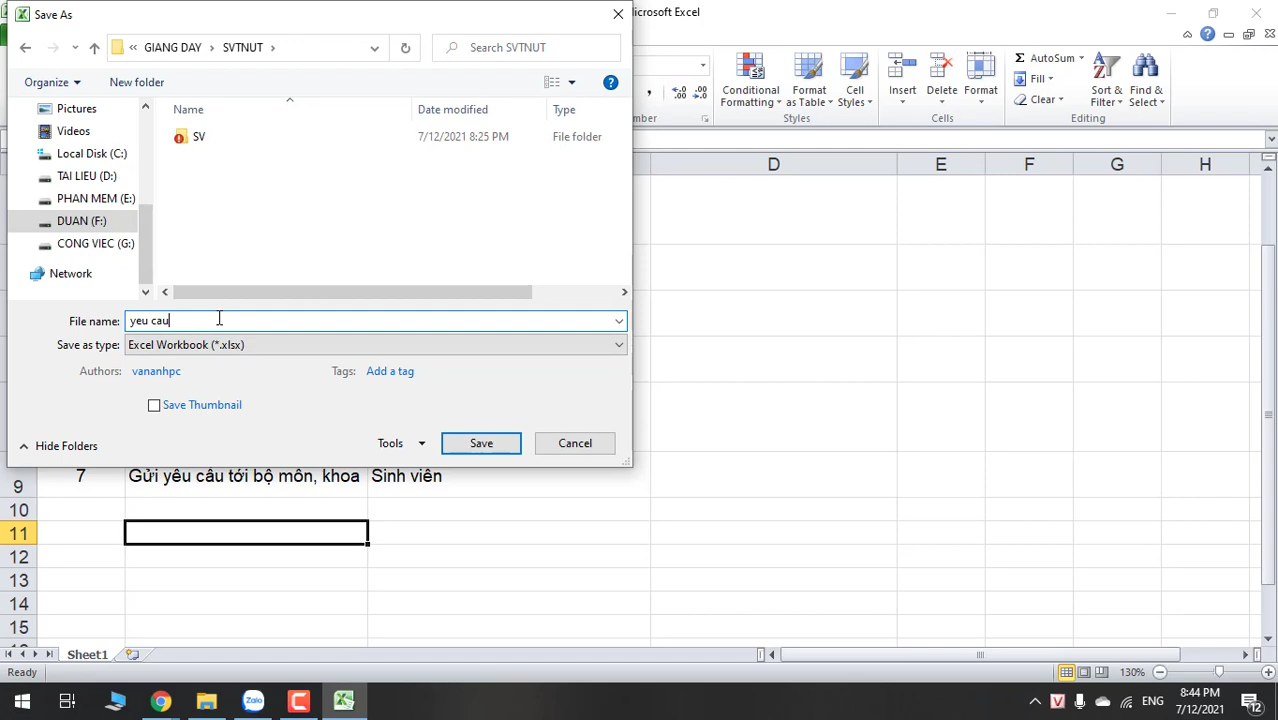 Save As
Microsoft Excel
GIANG DAY
SVTNUT
Search SVTNUT
Organize
New folder
Pictures
Videos
Local Disk (C:)
TAI LIEU (D:)
PHAN MEM (E:)
DUAN (F:)
CONG VIEC (G:)
Network
Name
Date modified
Type
SV
7/12/2021 8:25 PM
File folder
File name:
yeu cau
Save as type:
Excel Workbook (*.xlsx)
Authors:
vananhpc
Tags:
Add a tag
Save Thumbnail
Hide Folders
Tools
Save
Cancel
Conditional Formatting
Format as Table
Cell Styles
Insert
Delete
Format
AutoSum
Fill
Clear
Sort & Filter
Find & Select
mber
Styles
Cells
Editing
D
E
F
G
H
9
7
Gửi yêu cầu tới bộ môn, khoa
Sinh viên
10
11
12
13
14
15
Sheet1
Ready
130%
ENG
8:44 PM
7/12/2021
12